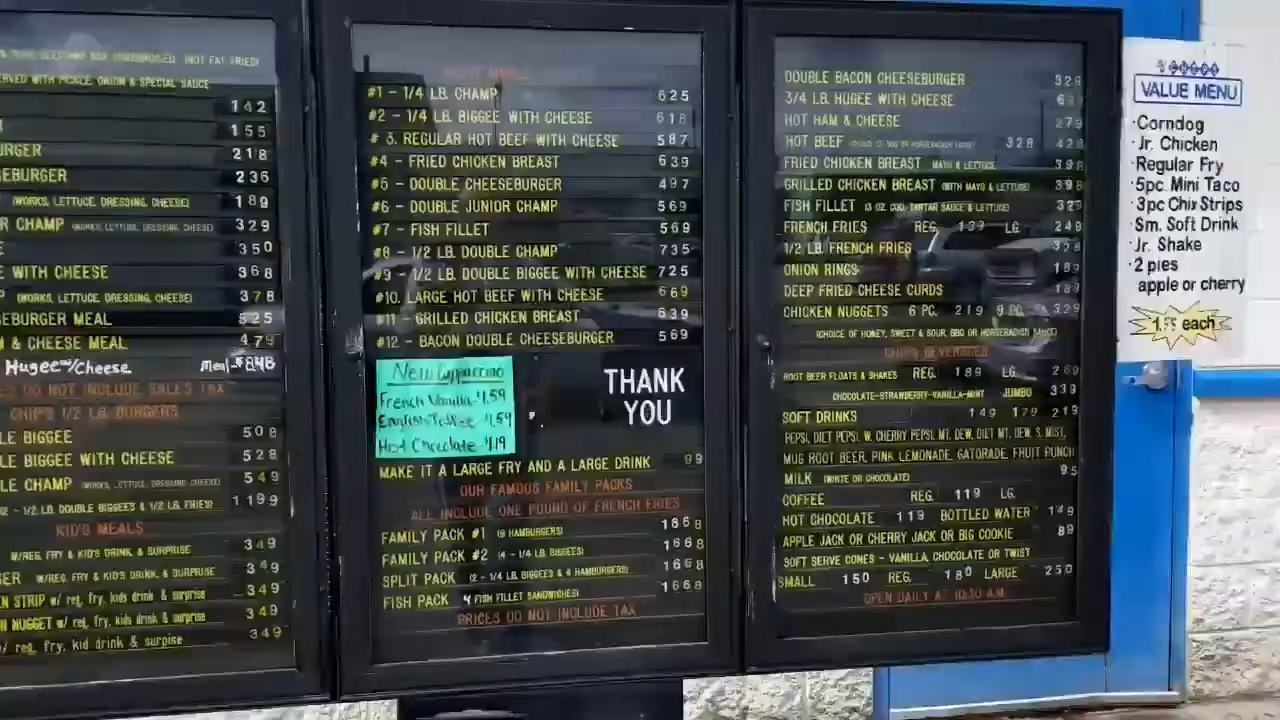 (NOT FAT FRIED)
SERVED WITH PICKLE, ONION & SPECIAL SAUCE
142
155
BURGER 218
SEBURGER 236
(WORKS, LETTUCE, DRESSING, CHEESE) 189
R CHAMP (WORKS, LETTUCE, DRESSING, CHEESE) 329
E 350
E WITH CHEESE 368
P (WORKS, LETTUCE, DRESSING, CHEESE) 378
SEBURGER MEAL 525
M & CHEESE MEAL 479
Hugee w/Cheese Meal-$8.48
ES DO NOT INCLUDE SALES TAX
CHIP'S 1/2 LB. BURGERS
LE BIGGEE 508
LE BIGGEE WITH CHEESE 528
LE CHAMP (WORKS, LETTUCE, DRESSING, CHEESE) 549
(2 - 1/2 LB. DOUBLE BIGGEES & 1/2 LB. FRIES) 1199
KID'S MEALS
W/REG. FRY & KID'S DRINK, & SURPRISE 349
GER W/REG. FRY & KID'S DRINK, & SURPRISE 349
N STRIP w/ reg. fry, kids drink & surprise 349
N NUGGET w/ reg. fry, kids drink & surprise 349
w/ reg. fry, kid drink & surpise 349
#1 - 1/4 LB. CHAMP 625
#2 - 1/4 LB. BIGGEE WITH CHEESE 618
# 3. REGULAR HOT BEEF WITH CHEESE 587
#4 - FRIED CHICKEN BREAST 639
#5 - DOUBLE CHEESEBURGER 497
#6 - DOUBLE JUNIOR CHAMP 569
#7 - FISH FILLET 569
#8 - 1/2 LB. DOUBLE CHAMP 735
#9 - 1/2 LB. DOUBLE BIGGEE WITH CHEESE 725
#10. LARGE HOT BEEF WITH CHEESE 669
#11 - GRILLED CHICKEN BREAST 639
#12. - BACON DOUBLE CHEESEBURGER 569
New Cappuccino
French Vanilla-$1.59
English Toffee-$1.59
Hot Chocolate-$1.19
THANK
YOU
MAKE IT A LARGE FRY AND A LARGE DRINK 99
OUR FAMOUS FAMILY PACKS
ALL INCLUDE ONE POUND OF FRENCH FRIES
FAMILY PACK #1 (9 HAMBURGERS) 1668
FAMILY PACK #2 (4 - 1/4 LB. BIGEES) 1668
SPLIT PACK (2 - 1/4 LB. BIGEES & 4 HAMBURGERS) 1668
FISH PACK 4 FISH FILLET SANDWICHES) 1668
PRICES DO NOT INCLUDE TAX
DOUBLE BACON CHEESEBURGER 329
3/4 LB. HUGEE WITH CHEESE
HOT HAM & CHEESE 279
HOT BEEF 328 428
FRIED CHICKEN BREAST MAYO & LETTUCE 398
GRILLED CHICKEN BREAST (WITH MAYO & LETTUCE) 398
FISH FILLET (3 OZ. COD, TARTAR SAUCE & LETTUCE) 329
FRENCH FRIES REG. 139 LG. 249
1/2 LB. FRENCH FRIES 328
ONION RINGS 189
DEEP FRIED CHEESE CURDS 189
CHICKEN NUGGETS 6 PC. 219 9 PC. 329
(CHOICE OF HONEY, SWEET & SOUR, BBQ OR HORSERADISH SAUCE)
CHIP'S BEVERAGES
ROOT BEER FLOATS & SHAKES REG. 189 LG. 269
CHOCOLATE-STRAWBERRY-VANILLA-MINT JUMBO 339
SOFT DRINKS 149 179 219
PEPSI, DIET PEPSI, W. CHERRY PEPSI, MT. DEW, DIET MT. DEW, S. MIST,
MUG ROOT BEER, PINK LEMONADE, GATORADE, FRUIT PUNCH
MILK (WHITE OR CHOCOLATE) 95
COFFEE REG. 119 LG.
HOT CHOCOLATE 119 BOTTLED WATER 149
APPLE JACK OR CHERRY JACK OR BIG COOKIE 89
SOFT SERVE CONES - VANILLA, CHOCOLATE OR TWIST
SMALL 150 REG. 180 LARGE 250
OPEN DAILY AT 10:30 AM
VALUE MENU
·Corndog
·Jr. Chicken
·Regular Fry
·5pc. Mini Taco
·3pc Chix Strips
·Sm. Soft Drink
·Jr. Shake
·2 pies
apple or cherry
each